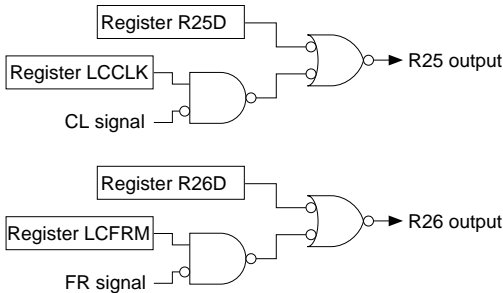 Register R25D
R25 output
Register LCCLK
CL signal
Register R26D
R26 output
Register LCFRM
FR signal